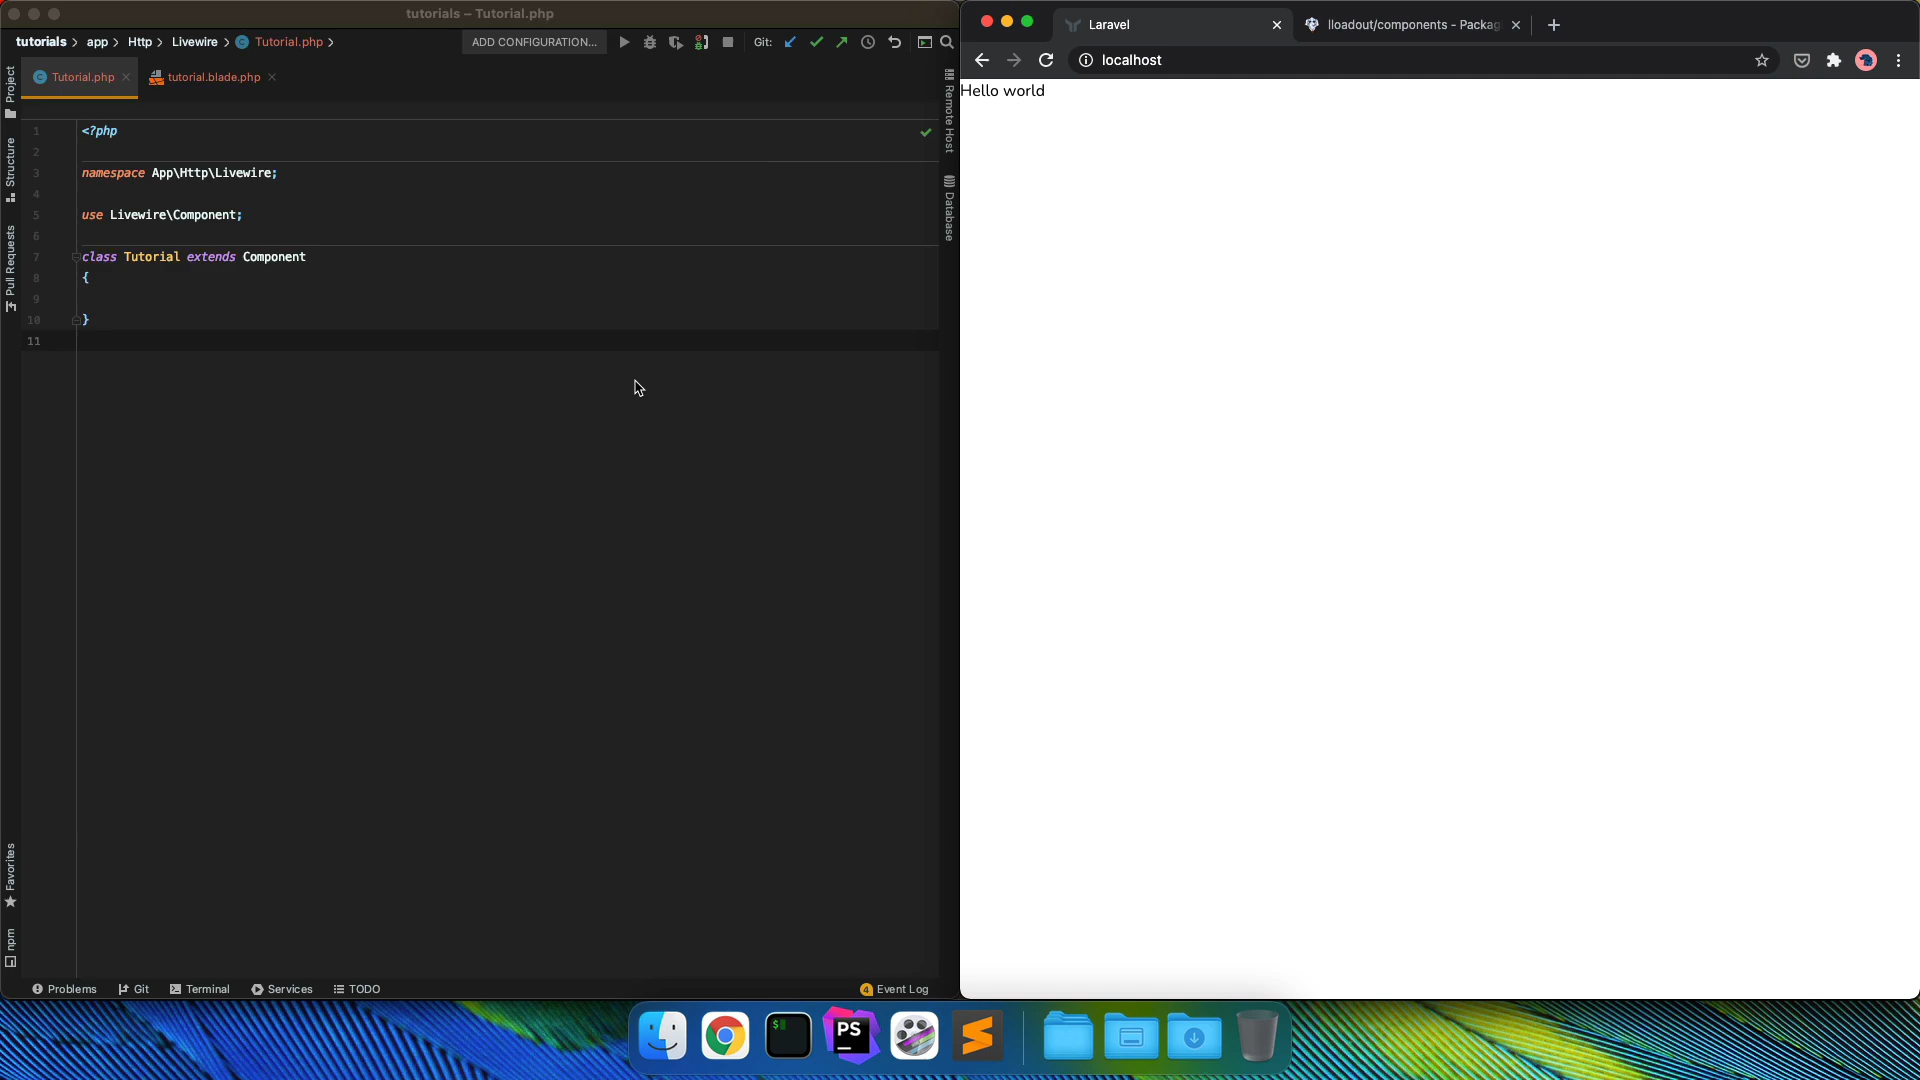 tutorials – Tutorial.php
tutorials > app > Http > Livewire > Tutorial.php >
ADD CONFIGURATION...
Git:
Tutorial.php
tutorial.blade.php
Project
Structure
Pull Requests
Favorites
npm
1 <?php
2
3 namespace App\Http\Livewire;
4
5 use Livewire\Component;
6
7 class Tutorial extends Component
8 {
9
10 }
11
Remote Host
Database
Problems
Git
Terminal
Services
TODO
4 Event Log
Laravel
lloadout/components - Packag
localhost
Hello world
$
PS